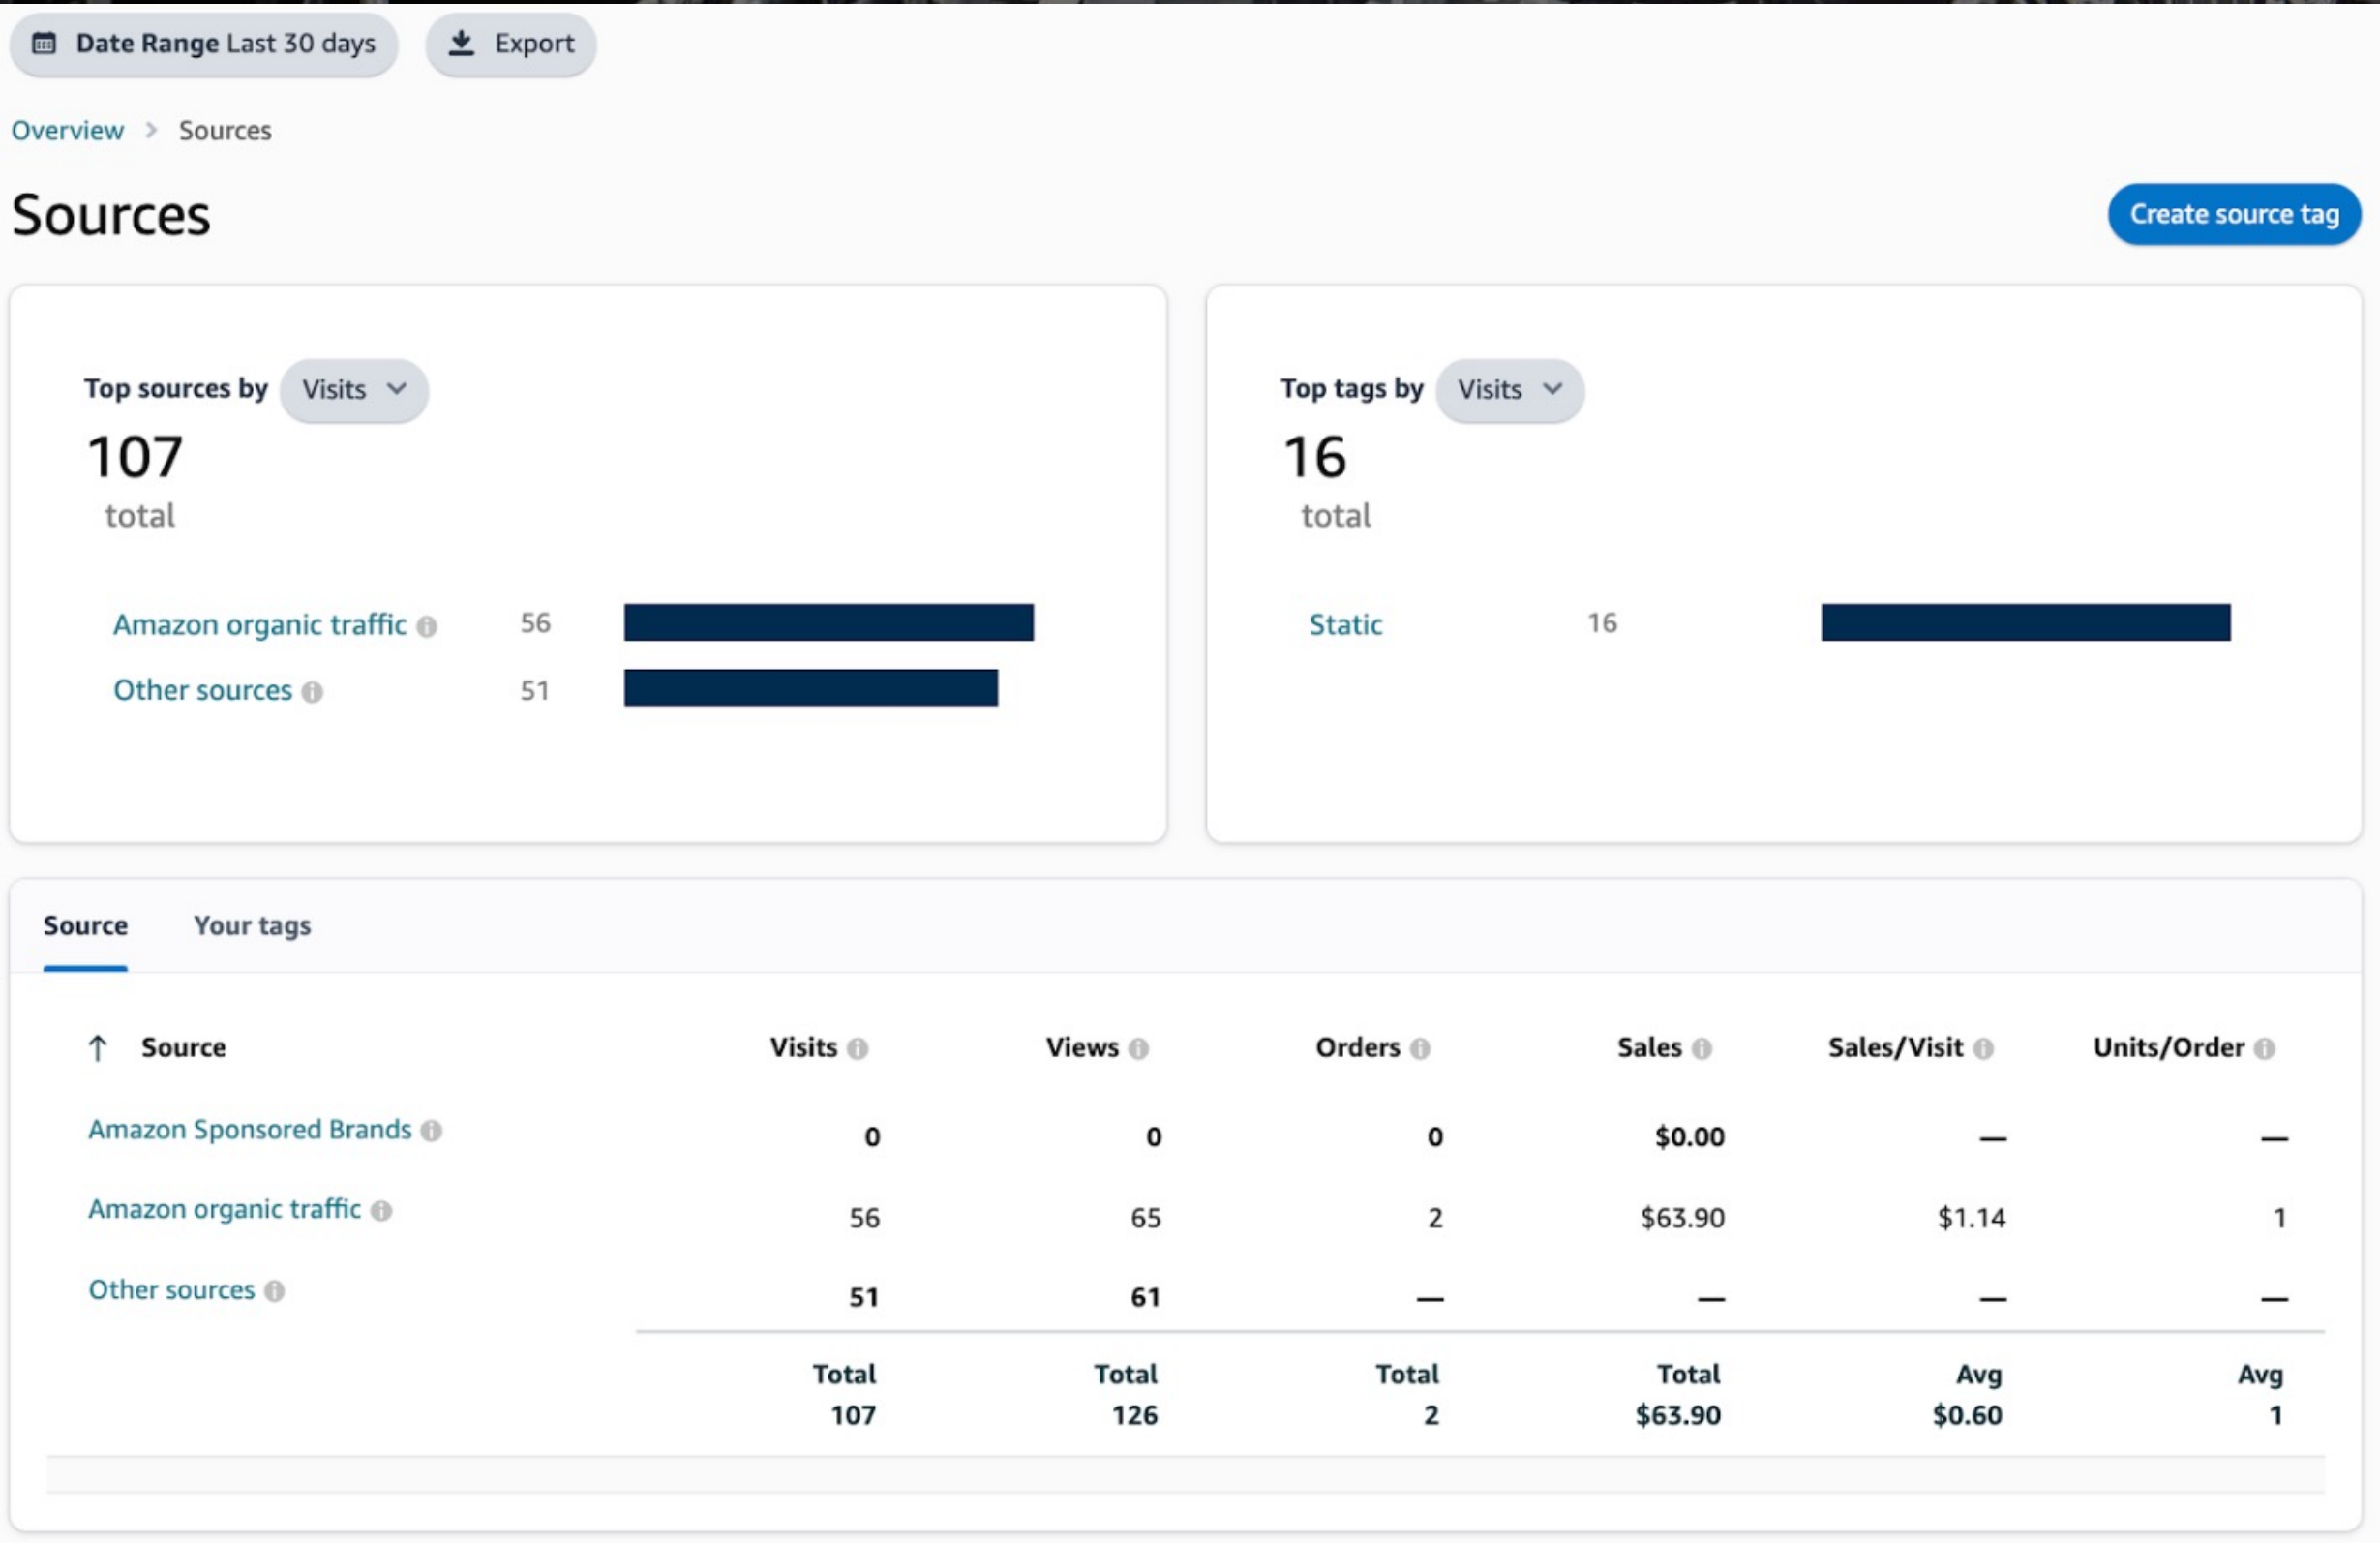 Date Range Last 30 days Export
Overview > Sources
Sources
Create source tag
Top sources by Visits
107
total
Amazon organic traffic 56
Other sources 51
Top tags by Visits
16
total
Static 16
Source Your tags
↑ Source Visits Views Orders Sales Sales/Visit Units/Order
Amazon Sponsored Brands 0 0 0 $0.00 — —
Amazon organic traffic 56 65 2 $63.90 $1.14 1
Other sources 51 61 — — — —
Total Total Total Total Avg Avg
107 126 2 $63.90 $0.60 1